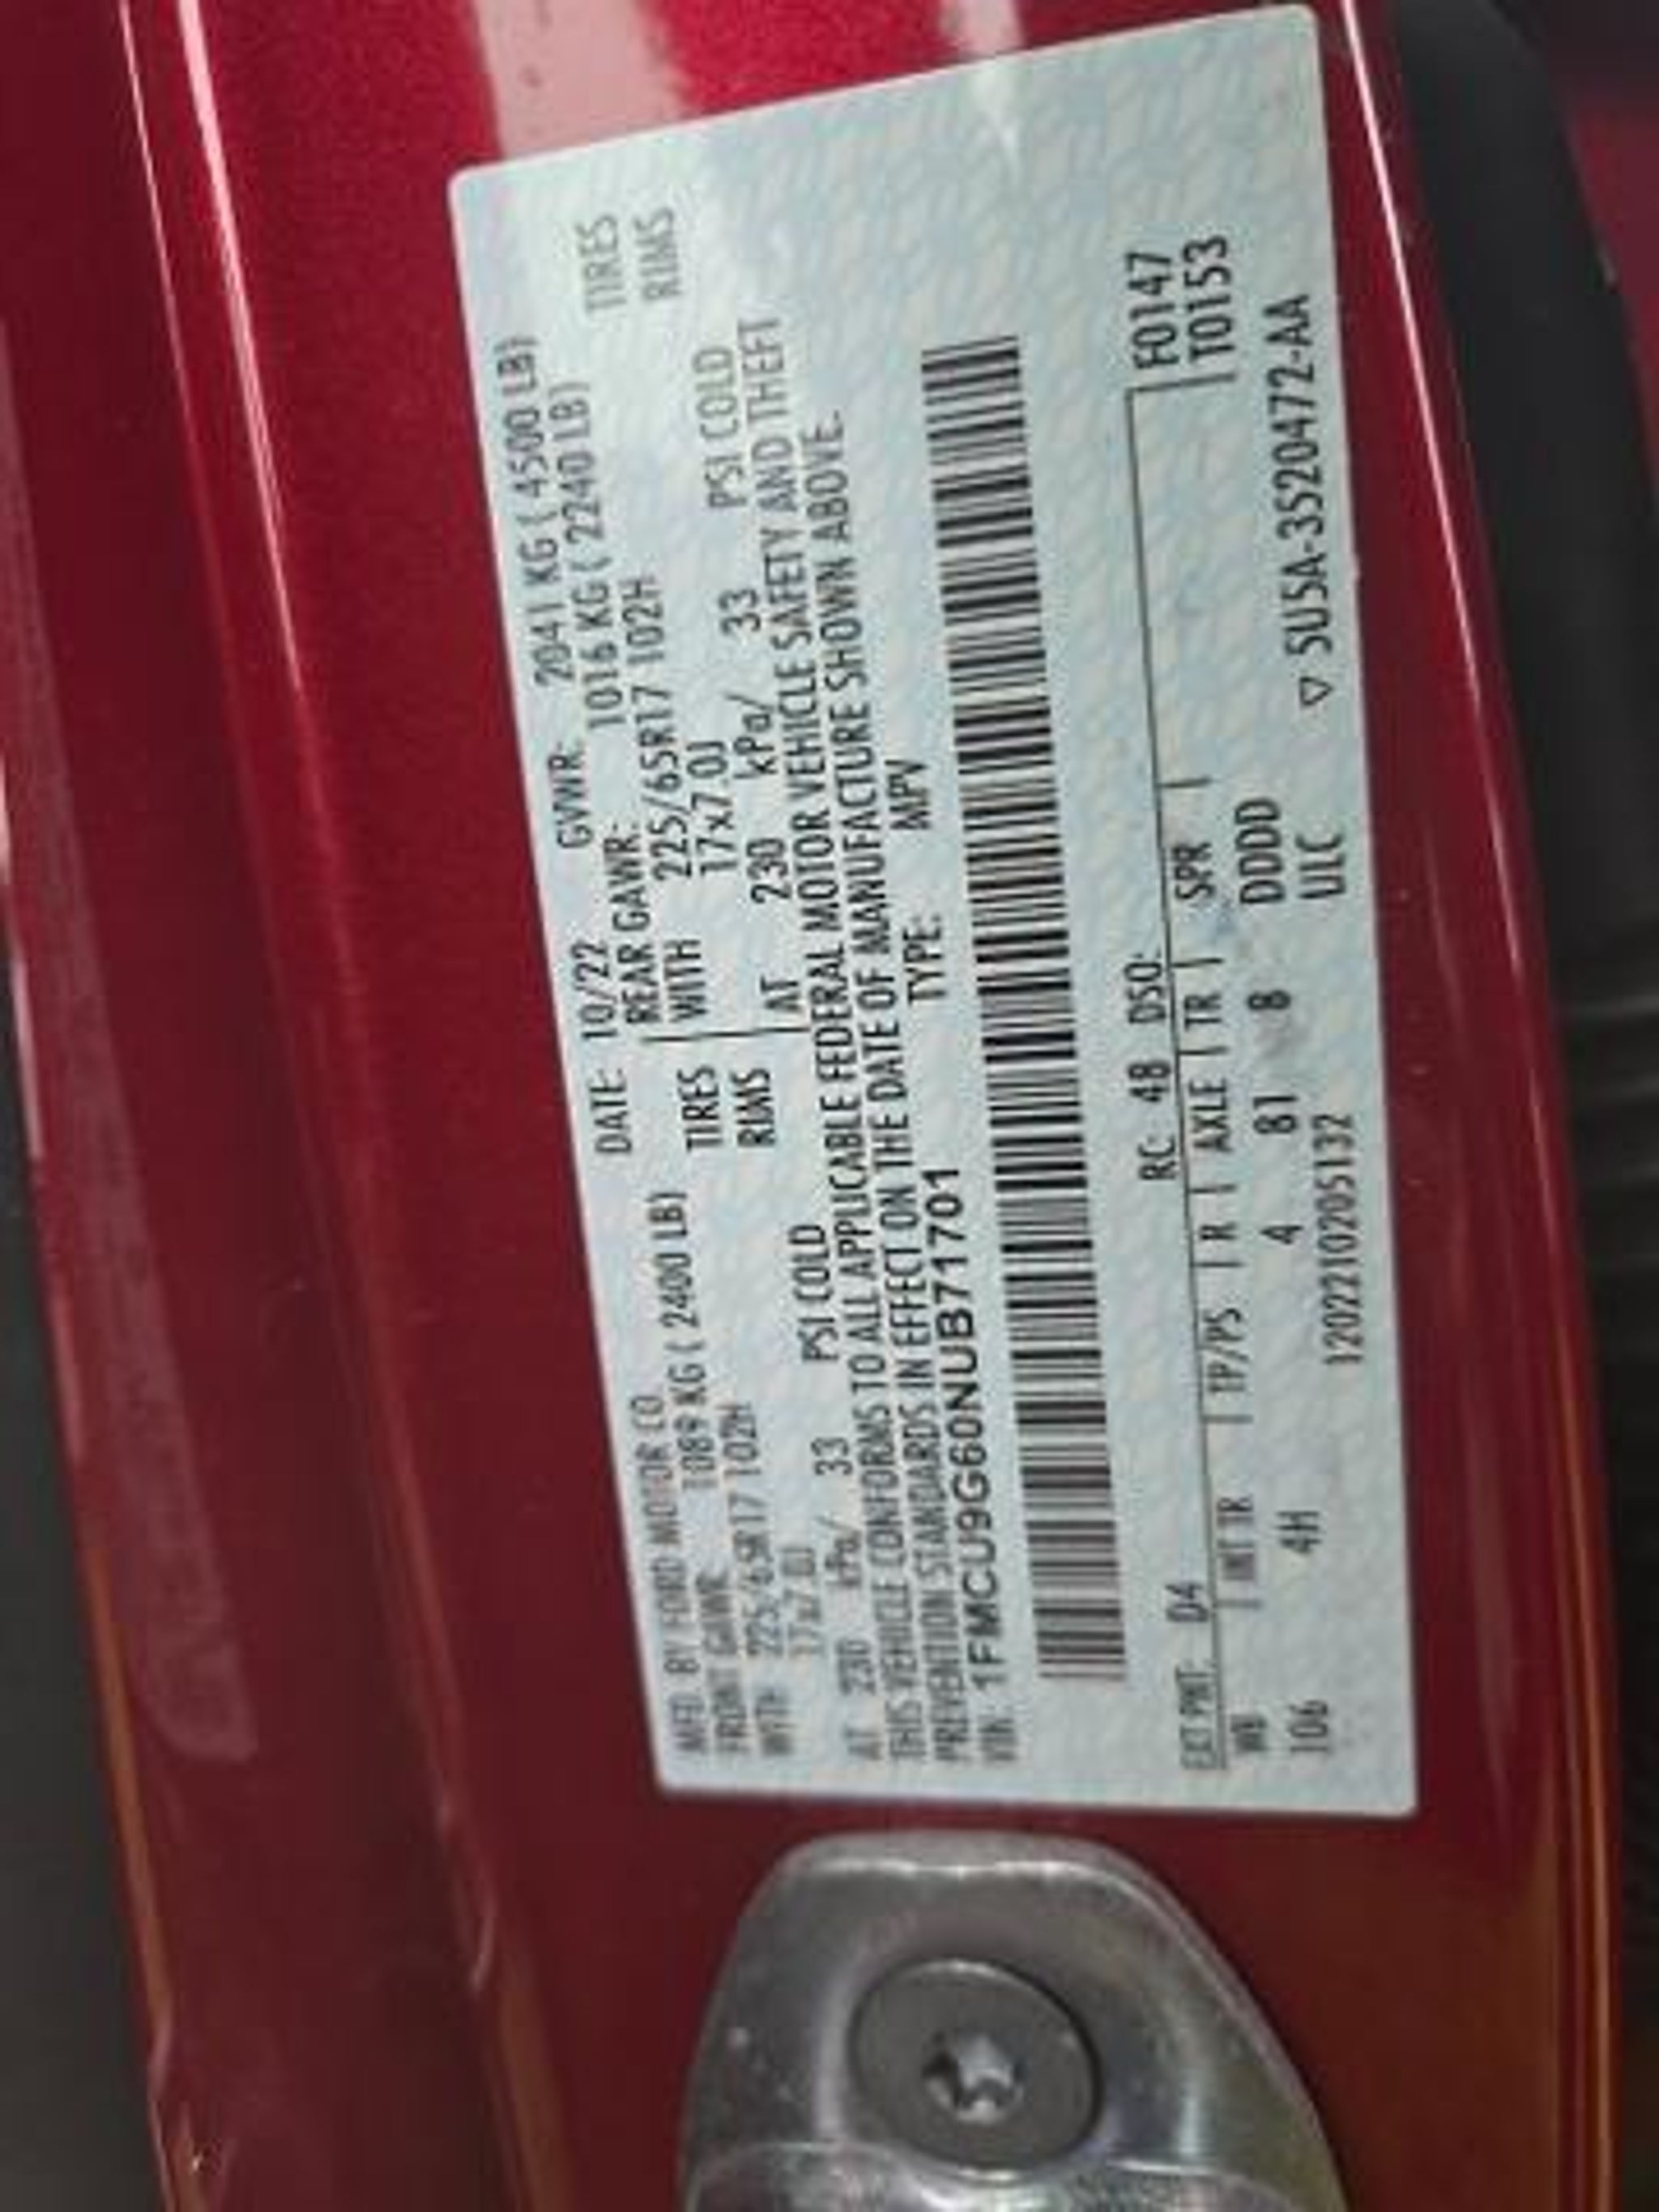 MFD. BY FORD MOTOR CO. DATE: 10/22 GVWR: 2041 KG ( 4500 LB)
FRONT GAWR: 1089 KG ( 2400 LB) REAR GAWR: 1016 KG ( 2240 LB)
WITH 225/65R17 102H TIRES WITH 225/65R17 102H TIRES
17x7.0J RIMS 17x7.0J RIMS
AT 230 kPa/ 33 PSI COLD AT 230 kPa/ 33 PSI COLD
THIS VEHICLE CONFORMS TO ALL APPLICABLE FEDERAL MOTOR VEHICLE SAFETY AND THEFT
PREVENTION STANDARDS IN EFFECT ON THE DATE OF MANUFACTURE SHOWN ABOVE.
VIN: 1FMCU9G60NUB71701 TYPE: MPV
EXT PNT: D4 RC: 48 DSO: F0147
WB INT TR TP/PS R AXLE TR SPR T0153
106 4H 4 81 8 DDDD
120221020205132 ULC ▽ 5U5A-3520472-AA